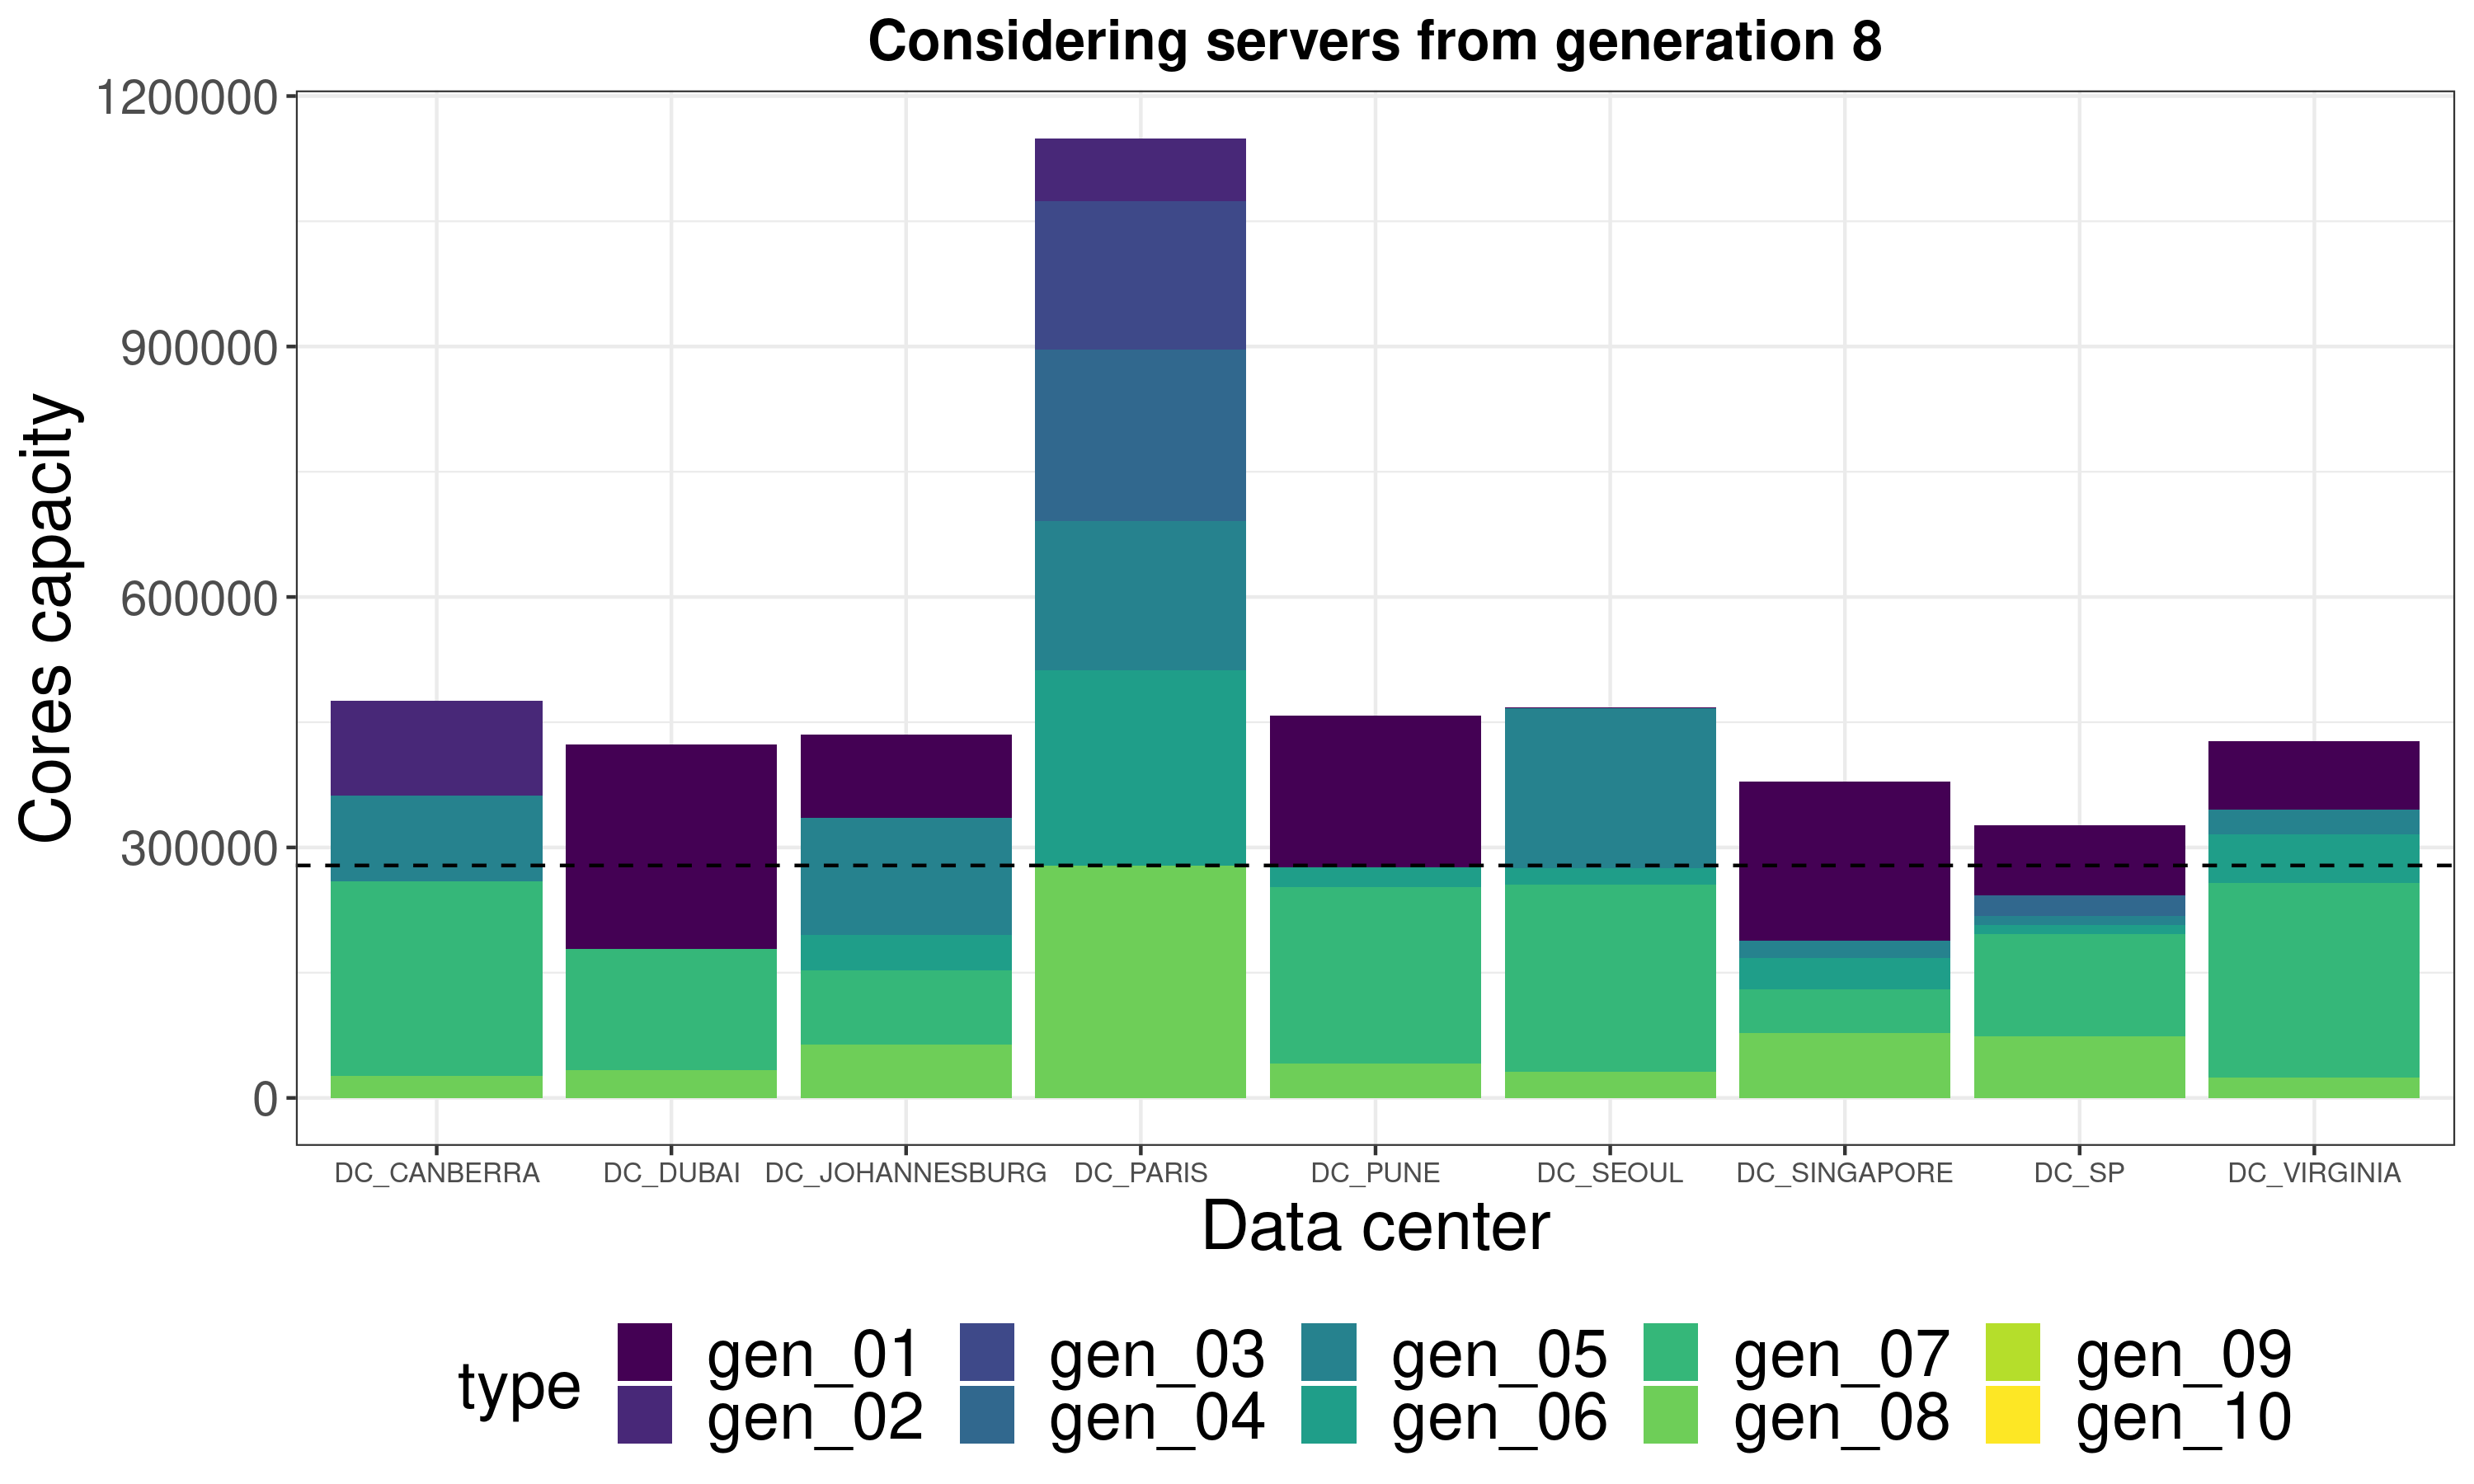 Considering servers from generation 8
1200000
900000
600000
300000
0
Cores capacity
DC_CANBERRA DC_DUBAI DC_JOHANNESBURG DC_PARIS DC_PUNE DC_SEOUL DC_SINGAPORE DC_SP DC_VIRGINIA
Data center
type
gen_01 gen_03 gen_05 gen_07 gen_09
gen_02 gen_04 gen_06 gen_08 gen_10